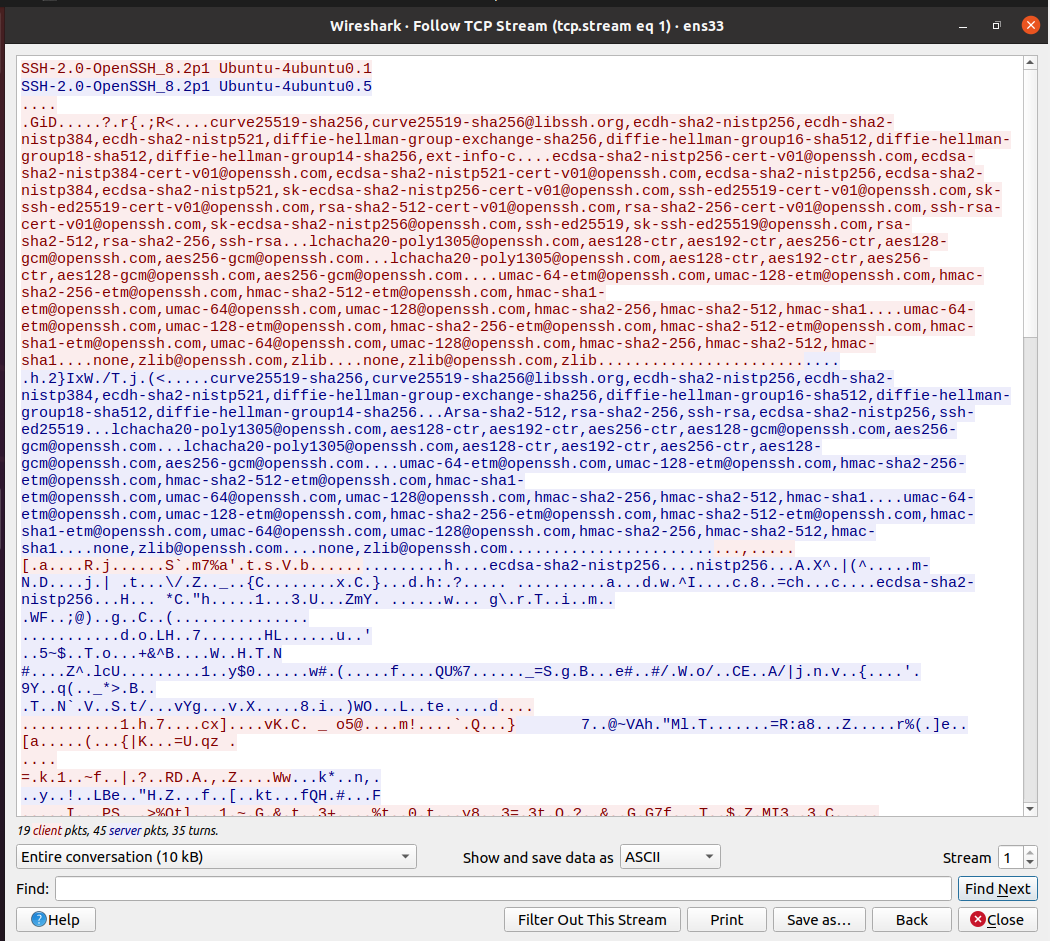 Wireshark · Follow TCP Stream (tcp.stream eq 1) · ens33
SSH-2.0-OpenSSH_8.2p1 Ubuntu-4ubuntu0.1
SSH-2.0-OpenSSH_8.2p1 Ubuntu-4ubuntu0.5
....
.GiD.....?.r{.;R<....curve25519-sha256,curve25519-sha256@libssh.org,ecdh-sha2-nistp256,ecdh-sha2-
nistp384,ecdh-sha2-nistp521,diffie-hellman-group-exchange-sha256,diffie-hellman-group16-sha512,diffie-hellman-
group18-sha512,diffie-hellman-group14-sha256,ext-info-c....ecdsa-sha2-nistp256-cert-v01@openssh.com,ecdsa-
sha2-nistp384-cert-v01@openssh.com,ecdsa-sha2-nistp521-cert-v01@openssh.com,ecdsa-sha2-nistp256,ecdsa-sha2-
nistp384,ecdsa-sha2-nistp521,sk-ecdsa-sha2-nistp256-cert-v01@openssh.com,ssh-ed25519-cert-v01@openssh.com,sk-
ssh-ed25519-cert-v01@openssh.com,rsa-sha2-512-cert-v01@openssh.com,rsa-sha2-256-cert-v01@openssh.com,ssh-rsa-
cert-v01@openssh.com,sk-ecdsa-sha2-nistp256@openssh.com,ssh-ed25519,sk-ssh-ed25519@openssh.com,rsa-
sha2-512,rsa-sha2-256,ssh-rsa...lchacha20-poly1305@openssh.com,aes128-ctr,aes192-ctr,aes256-ctr,aes128-
gcm@openssh.com,aes256-gcm@openssh.com...lchacha20-poly1305@openssh.com,aes128-ctr,aes192-ctr,aes256-
ctr,aes128-gcm@openssh.com,aes256-gcm@openssh.com....umac-64-etm@openssh.com,umac-128-etm@openssh.com,hmac-
sha2-256-etm@openssh.com,hmac-sha2-512-etm@openssh.com,hmac-sha1-
etm@openssh.com,umac-64@openssh.com,umac-128@openssh.com,hmac-sha2-256,hmac-sha2-512,hmac-sha1....umac-64-
etm@openssh.com,umac-128-etm@openssh.com,hmac-sha2-256-etm@openssh.com,hmac-sha2-512-etm@openssh.com,hmac-
sha1-etm@openssh.com,umac-64@openssh.com,umac-128@openssh.com,hmac-sha2-256,hmac-sha2-512,hmac-
sha1....none,zlib@openssh.com,zlib....none,zlib@openssh.com,zlib...........................
.h.2}IxW./T.j.(<.....curve25519-sha256,curve25519-sha256@libssh.org,ecdh-sha2-nistp256,ecdh-sha2-
nistp384,ecdh-sha2-nistp521,diffie-hellman-group-exchange-sha256,diffie-hellman-group16-sha512,diffie-hellman-
group18-sha512,diffie-hellman-group14-sha256...Arsa-sha2-512,rsa-sha2-256,ssh-rsa,ecdsa-sha2-nistp256,ssh-
ed25519...lchacha20-poly1305@openssh.com,aes128-ctr,aes192-ctr,aes256-ctr,aes128-gcm@openssh.com,aes256-
gcm@openssh.com...lchacha20-poly1305@openssh.com,aes128-ctr,aes192-ctr,aes256-ctr,aes128-
gcm@openssh.com,aes256-gcm@openssh.com....umac-64-etm@openssh.com,umac-128-etm@openssh.com,hmac-sha2-256-
etm@openssh.com,hmac-sha2-512-etm@openssh.com,hmac-sha1-
etm@openssh.com,umac-64@openssh.com,umac-128@openssh.com,hmac-sha2-256,hmac-sha2-512,hmac-sha1....umac-64-
etm@openssh.com,umac-128-etm@openssh.com,hmac-sha2-256-etm@openssh.com,hmac-sha2-512-etm@openssh.com,hmac-
sha1-etm@openssh.com,umac-64@openssh.com,umac-128@openssh.com,hmac-sha2-256,hmac-sha2-512,hmac-
sha1....none,zlib@openssh.com....none,zlib@openssh.com..........................,.....
[.a....R.j......S`.m7%a'.t.s.V.b...............h....ecdsa-sha2-nistp256....nistp256...A.X^.|(^.....m-
N.D....j.| .t...\/.Z.._..{C........x.C.}...d.h:.?..... ..........a...d.w.^I....c.8..=ch...c....ecdsa-sha2-
nistp256...H... *C."h.....1...3.U...ZmY. ......w... g\.r.T..i..m..
.WF..;@)..g..C..(...............
...........d.o.LH..7.......HL......u..'
..5~$..T.o...+&^B....W..H.T.N
#....Z^.lcU.........1..y$0......w#.(.....f....QU%7......_=S.g.B...e#..#/.W.o/..CE..A/|j.n.v..{....'.
9Y..q(.._*>.B..
.T..N`.V..S.t/...vYg...v.X.....8.i..)WO...L..te.....d....
...........1.h.7....cx]....vK.C. _ o5@....m!....`.Q...} 7..@~VAh."Ml.T.......=R:a8...Z.....r%(.]e..
[a.....(...{|K...=U.qz .
....
=.k.1..~f..|.?..RD.A.,.Z....Ww...k*..n,.
..y..!..LBe.."H.Z...f..[..kt...fQH.#...F
19 client pkts, 45 server pkts, 35 turns.
Entire conversation (10 kB)
Show and save data as ASCII
Stream 1
Find:
Find Next
Help
Filter Out This Stream
Print
Save as…
Back
Close